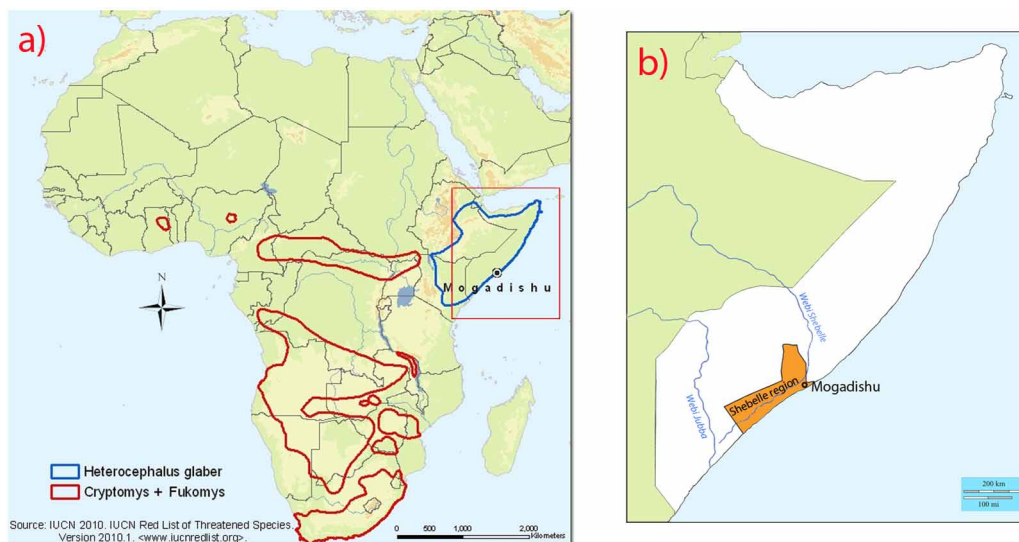 a)
N
Mogadishu
Heterocephalus glaber
Cryptomys + Fukomys
Source: IUCN 2010. IUCN Red List of Threatened Species.
Version 2010.1. <www.iucnredlist.org>.
0 500 1,000 2,000
Kilometers
b)
Webi Shebelle
Shebelle region
Mogadishu
Webi Jubba
200 km
100 mi